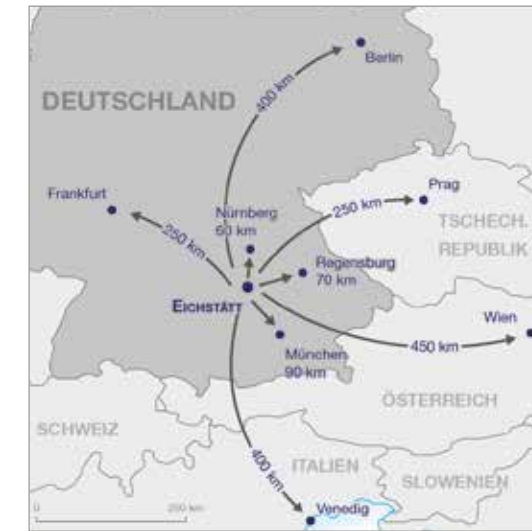 Berlin
DEUTSCHLAND
400 km
Frankfurt
Prag
Nürnberg
60 km
250 km
250 km
TSCHECH.
REPUBLIK
Regensburg
70 km
EICHSTÄTT
Wien
450 km
München
90 km
ÖSTERREICH
SCHWEIZ
400 km
ITALIEN
SLOWENIEN
0
200 km
Venedig